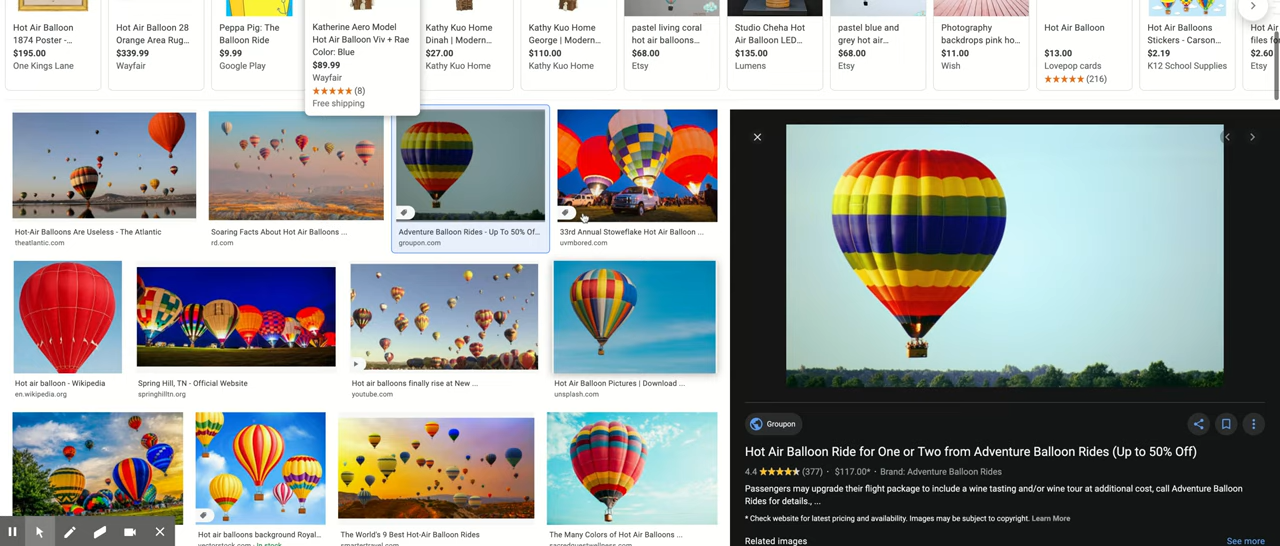 Hot Air Balloon
1874 Poster -...
$195.00
One Kings Lane
Hot Air Balloon 28
Orange Area Rug...
$339.99
Wayfair
Peppa Pig: The
Balloon Ride
$9.99
Google Play
Katherine Aero Model
Hot Air Balloon Viv + Rae
Color: Blue
$89.99
Wayfair
(8)
Free shipping
Kathy Kuo Home
Dinah | Modern...
$27.00
Kathy Kuo Home
Kathy Kuo Home
George | Modern...
$110.00
Kathy Kuo Home
pastel living coral
hot air balloons...
$68.00
Etsy
Studio Cheha Hot
Air Balloon LED...
$135.00
Lumens
pastel blue and
grey hot air...
$68.00
Etsy
Photography
backdrops pink ho...
$11.00
Wish
Hot Air Balloon
$13.00
Lovepop cards
(216)
Hot Air Balloons
Stickers - Carson...
$2.19
K12 School Supplies
Hot Air
files fo
$2.60
Etsy
Hot-Air Balloons Are Useless - The Atlantic
theatlantic.com
Soaring Facts About Hot Air Balloons ...
rd.com
Adventure Balloon Rides - Up To 50% Of...
groupon.com
33rd Annual Stoweflake Hot Air Balloon ...
uvmbored.com
Hot air balloon - Wikipedia
en.wikipedia.org
Spring Hill, TN - Official Website
springhilltn.org
Hot air balloons finally rise at New ...
youtube.com
Hot Air Balloon Pictures | Download ...
unsplash.com
Hot air balloons background Royal...
vectorstock.com · In stock
The World's 9 Best Hot-Air Balloon Rides
smartertravel.com
The Many Colors of Hot Air Balloons ...
sacredquestwellness.com
Groupon
Hot Air Balloon Ride for One or Two from Adventure Balloon Rides (Up to 50% Off)
4.4 (377) · $117.00* · Brand: Adventure Balloon Rides
Passengers may upgrade their flight package to include a wine tasting and/or wine tour at additional cost, call Adventure Balloon
Rides for details., ...
* Check website for latest pricing and availability. Images may be subject to copyright. Learn More
Related images
See more